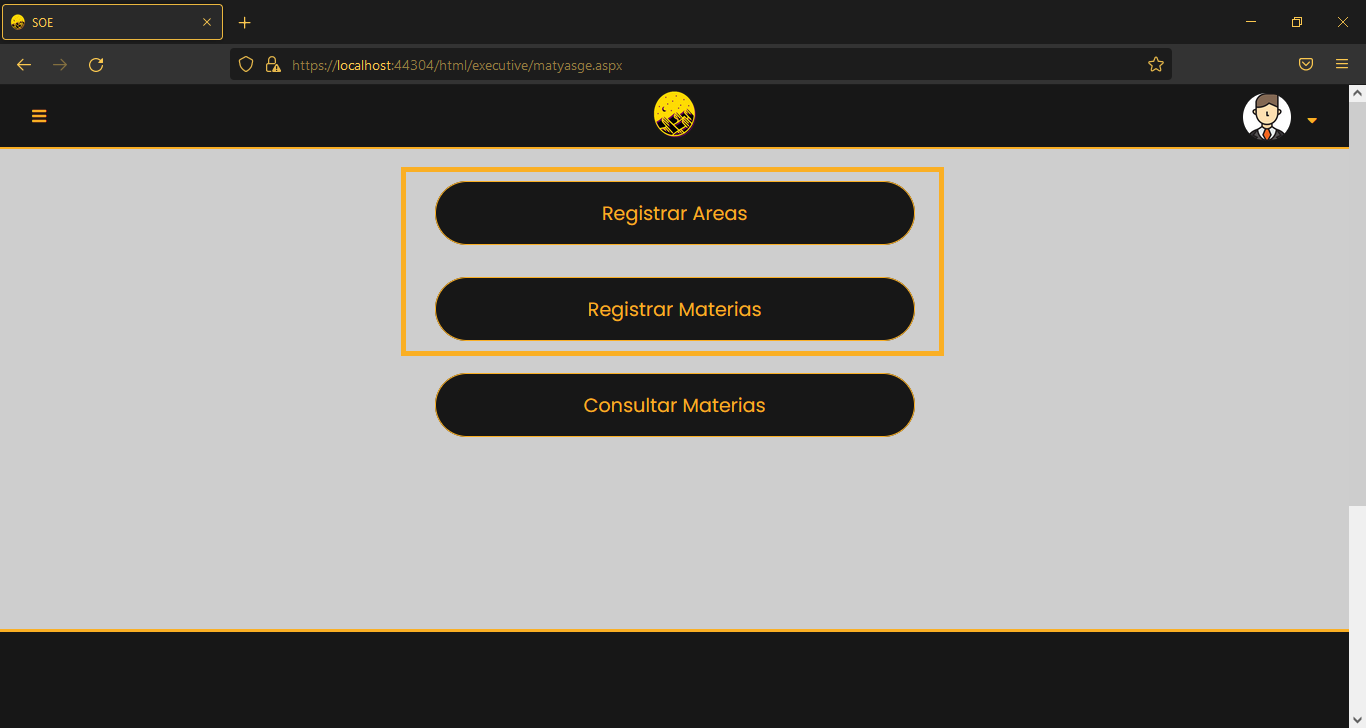 SOE
https://localhost:44304/html/executive/matyasge.aspx
Registrar Areas
Registrar Materias
Consultar Materias